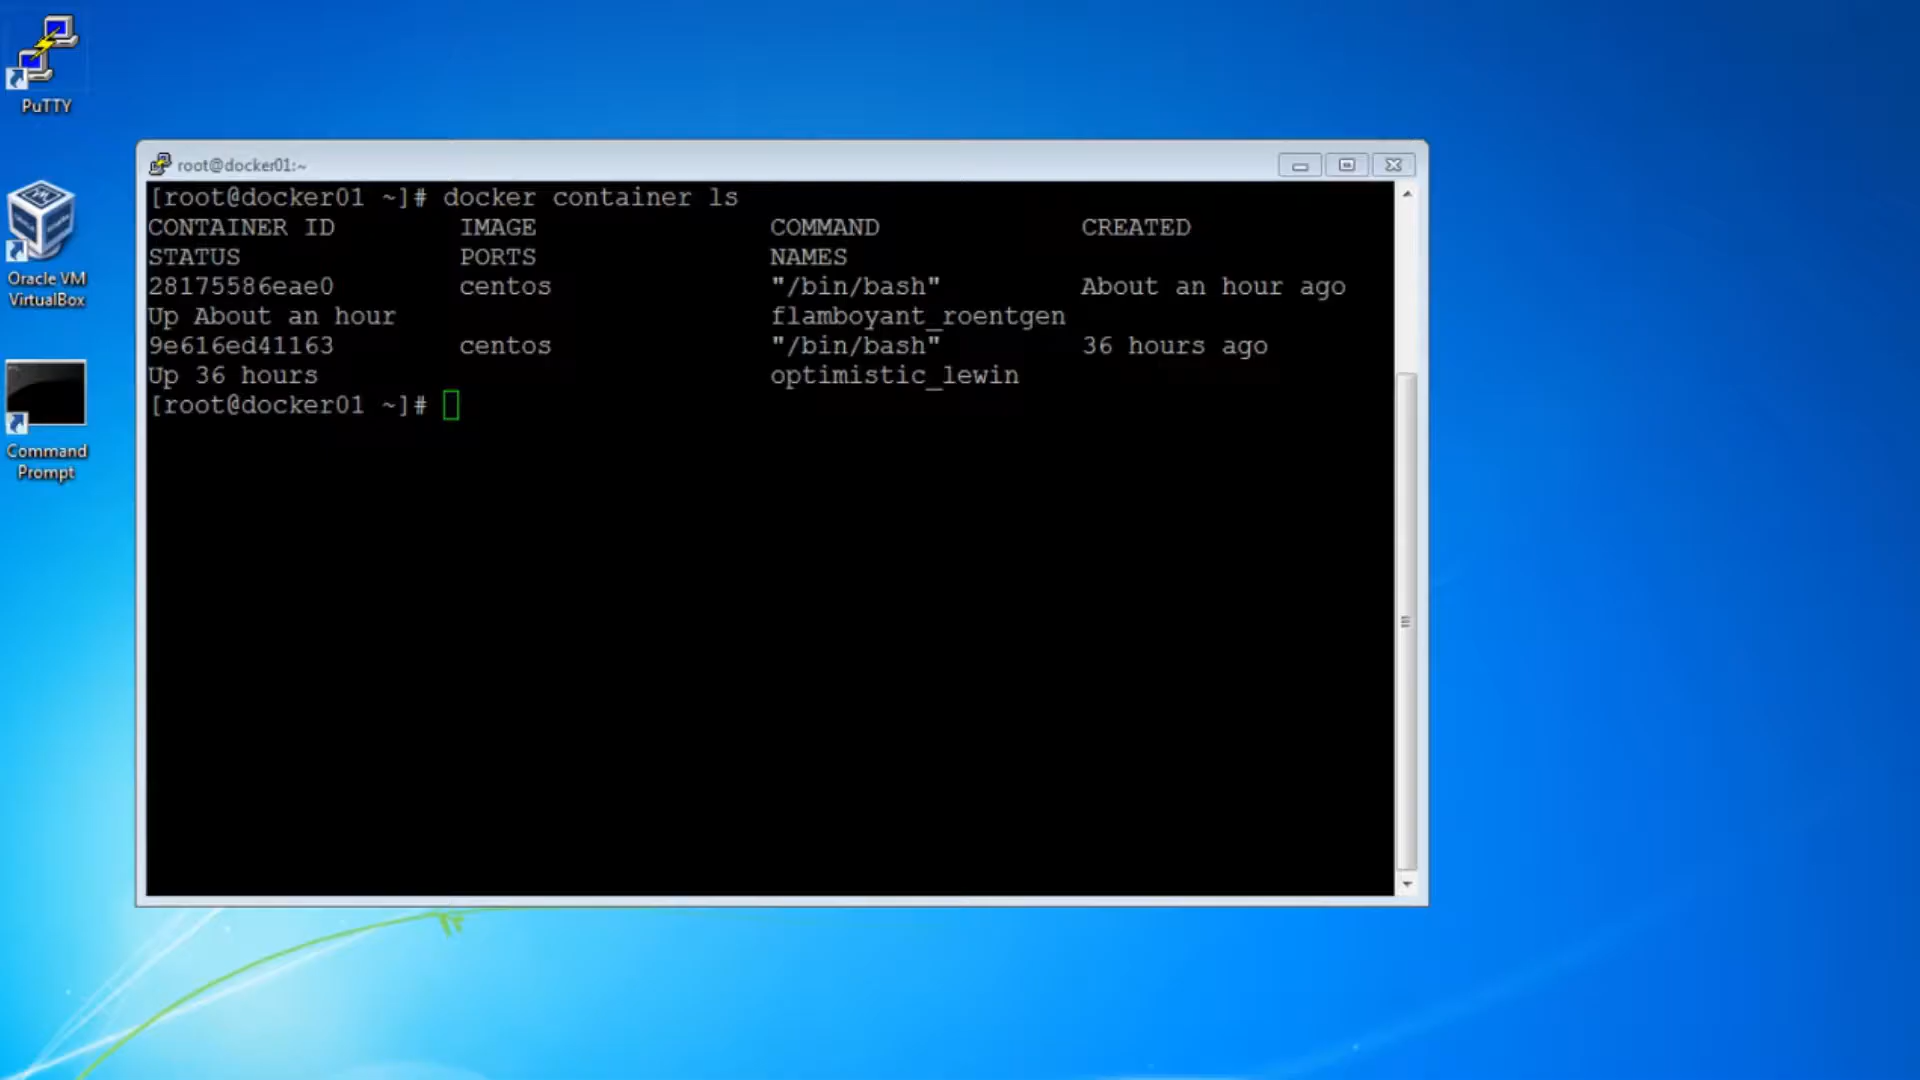 PuTTY
Oracle VM
VirtualBox
Command
Prompt
root@docker01:~
[root@docker01 ~]# docker container ls
CONTAINER ID IMAGE COMMAND CREATED
STATUS PORTS NAMES
28175586eae0 centos "/bin/bash" About an hour ago
Up About an hour flamboyant_roentgen
9e616ed41163 centos "/bin/bash" 36 hours ago
Up 36 hours optimistic_lewin
[root@docker01 ~]#